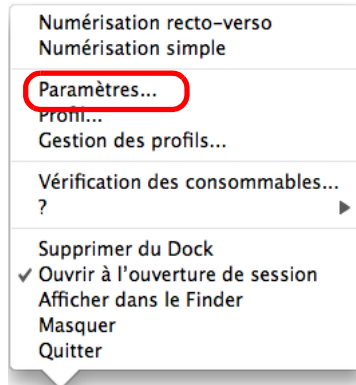 Numérisation recto-verso
Numérisation simple
Paramètres...
Profil...
Gestion des profils...
Vérification des consommables...
?
Supprimer du Dock
✓ Ouvrir à l'ouverture de session
Afficher dans le Finder
Masquer
Quitter